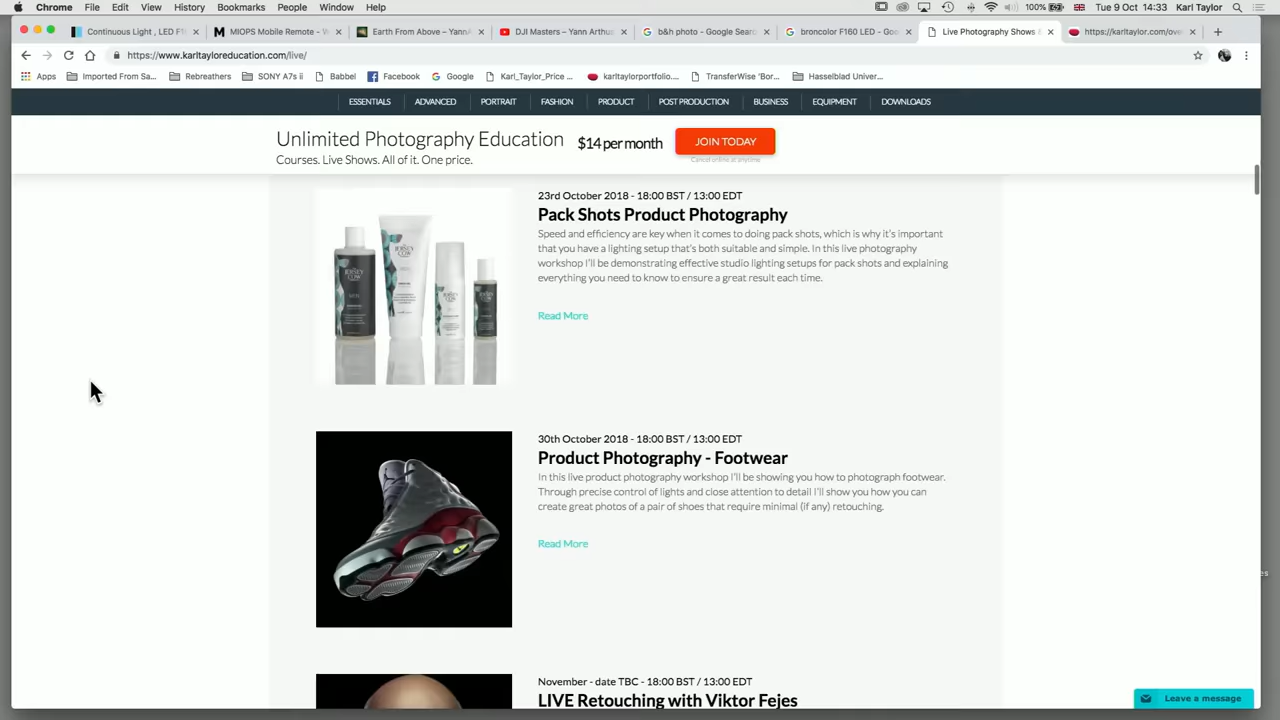 Chrome File Edit View History Bookmarks People Window Help 100% Tue 9 Oct 14:33 Karl Taylor
Continuous Light , LED F1 MIOPS Mobile Remote - Earth From Above – Yann DJI Masters – Yann Arthus b&h photo - Google Sear broncolor F160 LED - Goo Live Photography Shows & https://karltaylor.com/ove
https://www.karltayloreducation.com/live/
Apps Imported From Sa... Rebreathers SONY A7s ii Babbel Facebook Google Karl_Taylor_Price ... karltaylorportfolio.... TransferWise 'Bor... Hasselblad Univer...
ESSENTIALS ADVANCED PORTRAIT FASHION PRODUCT POST PRODUCTION BUSINESS EQUIPMENT DOWNLOADS
Unlimited Photography Education $14 per month JOIN TODAY
Courses. Live Shows. All of it. One price. Cancel online at anytime
23rd October 2018 - 18:00 BST / 13:00 EDT
Pack Shots Product Photography
Speed and efficiency are key when it comes to doing pack shots, which is why it's important
that you have a lighting setup that's both suitable and simple. In this live photography
workshop I'll be demonstrating effective studio lighting setups for pack shots and explaining
everything you need to know to ensure a great result each time.
Read More
JERSEY
COW
30th October 2018 - 18:00 BST / 13:00 EDT
Product Photography - Footwear
In this live product photography workshop I'll be showing you how to photograph footwear.
Through precise control of lights and close attention to detail I'll show you how you can
create great photos of a pair of shoes that require minimal (if any) retouching.
Read More
November - date TBC - 18:00 BST / 13:00 EDT
LIVE Retouching with Viktor Fejes
Leave a message